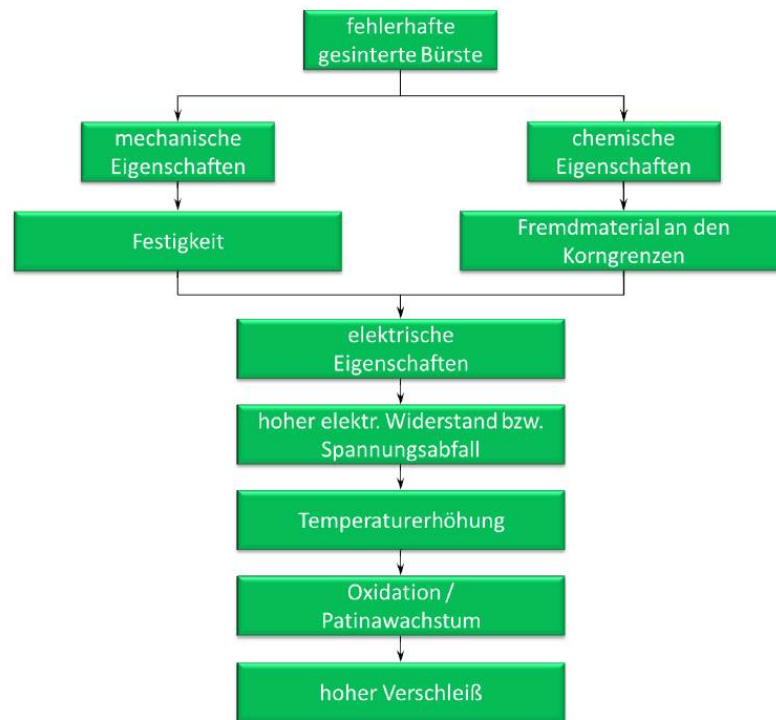 fehlerhafte
gesinterte Bürste
mechanische
Eigenschaften
chemische
Eigenschaften
Festigkeit
Fremdmaterial an den
Korngrenzen
elektrische
Eigenschaften
hoher elektr. Widerstand bzw.
Spannungsabfall
Temperaturerhöhung
Oxidation /
Patinawachstum
hoher Verschleiß